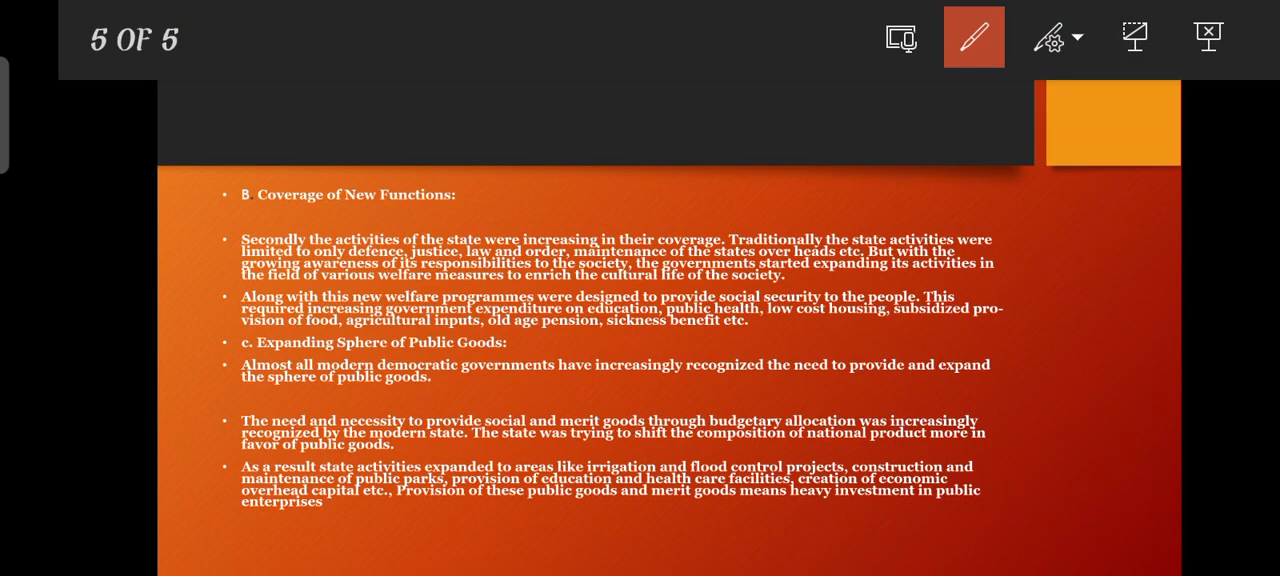 5 OF 5
• B. Coverage of New Functions:
• Secondly the activities of the state were increasing in their coverage. Traditionally the state activities were
limited to only defence, justice, law and order, maintenance of the states over heads etc. But with the
growing awareness of its responsibilities to the society, the governments started expanding its activities in
the field of various welfare measures to enrich the cultural life of the society.
• Along with this new welfare programmes were designed to provide social security to the people. This
required increasing government expenditure on education, public health, low cost housing, subsidized pro-
vision of food, agricultural inputs, old age pension, sickness benefit etc.
• c. Expanding Sphere of Public Goods:
• Almost all modern democratic governments have increasingly recognized the need to provide and expand
the sphere of public goods.
• The need and necessity to provide social and merit goods through budgetary allocation was increasingly
recognized by the modern state. The state was trying to shift the composition of national product more in
favor of public goods.
• As a result state activities expanded to areas like irrigation and flood control projects, construction and
maintenance of public parks, provision of education and health care facilities, creation of economic
overhead capital etc., Provision of these public goods and merit goods means heavy investment in public
enterprises